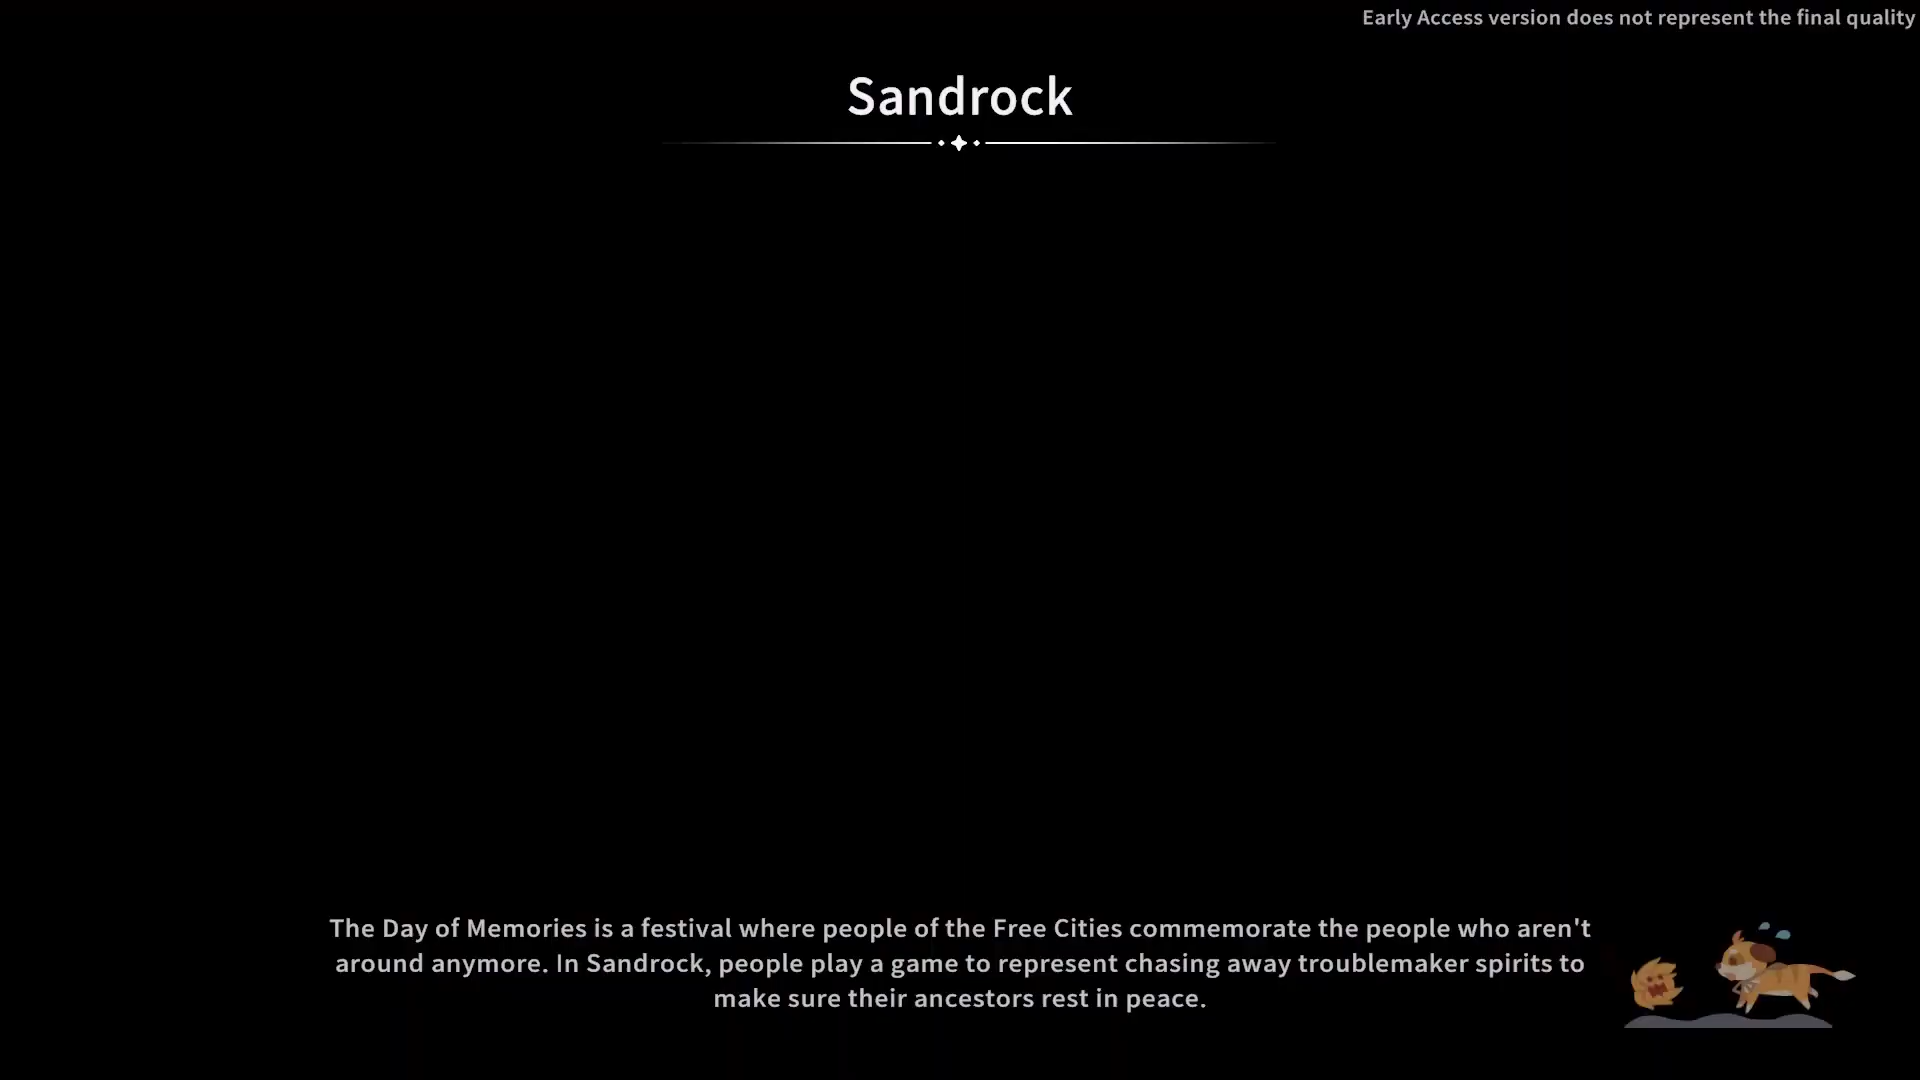 Early Access version does not represent the final quality
Sandrock
The Day of Memories is a festival where people of the Free Cities commemorate the people who aren't
around anymore. In Sandrock, people play a game to represent chasing away troublemaker spirits to
make sure their ancestors rest in peace.